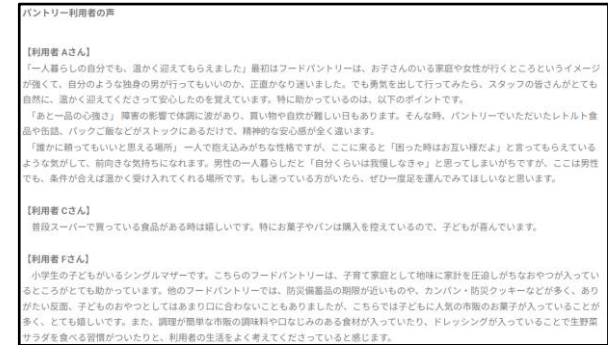 パントリー利用者の声
【利用者 Aさん】
「一人暮らしの自分でも、温かく迎えてもらえました」最初はフードパントリーは、お子さんのいる家庭や女性が行くところというイメージ
が強くて、自分のような独身の男が行ってもいいのか、正直かなり迷いました。でも勇気を出して行ってみたら、スタッフの皆さんがとても
自然に、温かく迎えてくださって安心したのを覚えています。特に助かっているのは、以下のポイントです。
「あと一品の心強さ」 障害の影響で体調に波があり、買い物や自炊が難しい日もあります。そんな時、パントリーでいただいたレトルト食
品や缶詰、パックご飯などがストックにあるだけで、精神的な安心感が全く違います。
「誰かに頼ってもいいと思える場所」 一人で抱え込みがちな性格ですが、ここに来ると「困った時はお互い様だよ」と言ってもらえている
ような気がして、前向きな気持ちになれます。男性の一人暮らしだと「自分くらいは我慢しなきゃ」と思ってしまいがちですが、ここは男性
でも、条件が合えば温かく受け入れてくれる場所です。もし迷っている方がいたら、ぜひ一度足を運んでみてほしいなと思います。
【利用者 Cさん】
普段スーパーで買っている食品がある時は嬉しいです。特にお菓子やパンは購入を控えているので、子どもが喜んでいます。
【利用者 Fさん】
小学生の子どもがいるシングルマザーです。こちらのフードパントリーは、子育て家庭として地味に家計を圧迫しがちなおやつが入ってい
るところがとても助かっています。他のフードパントリーでは、防災備蓄品の期限が近いものや、カンパン・防災クッキーなどが多く、あり
がたい反面、子どものおやつとしてはあまり口に合わないこともありましたが、こちらでは子どもに人気の市販のお菓子が入っていることが
多く、とても嬉しいです。また、調理が簡単な市販の調味料や口なじみのある食材が入っていたり、ドレッシングが入っていることで生野菜
サラダを食べる習慣がついたりと、利用者の生活をよく考えてくださっていると感じます。